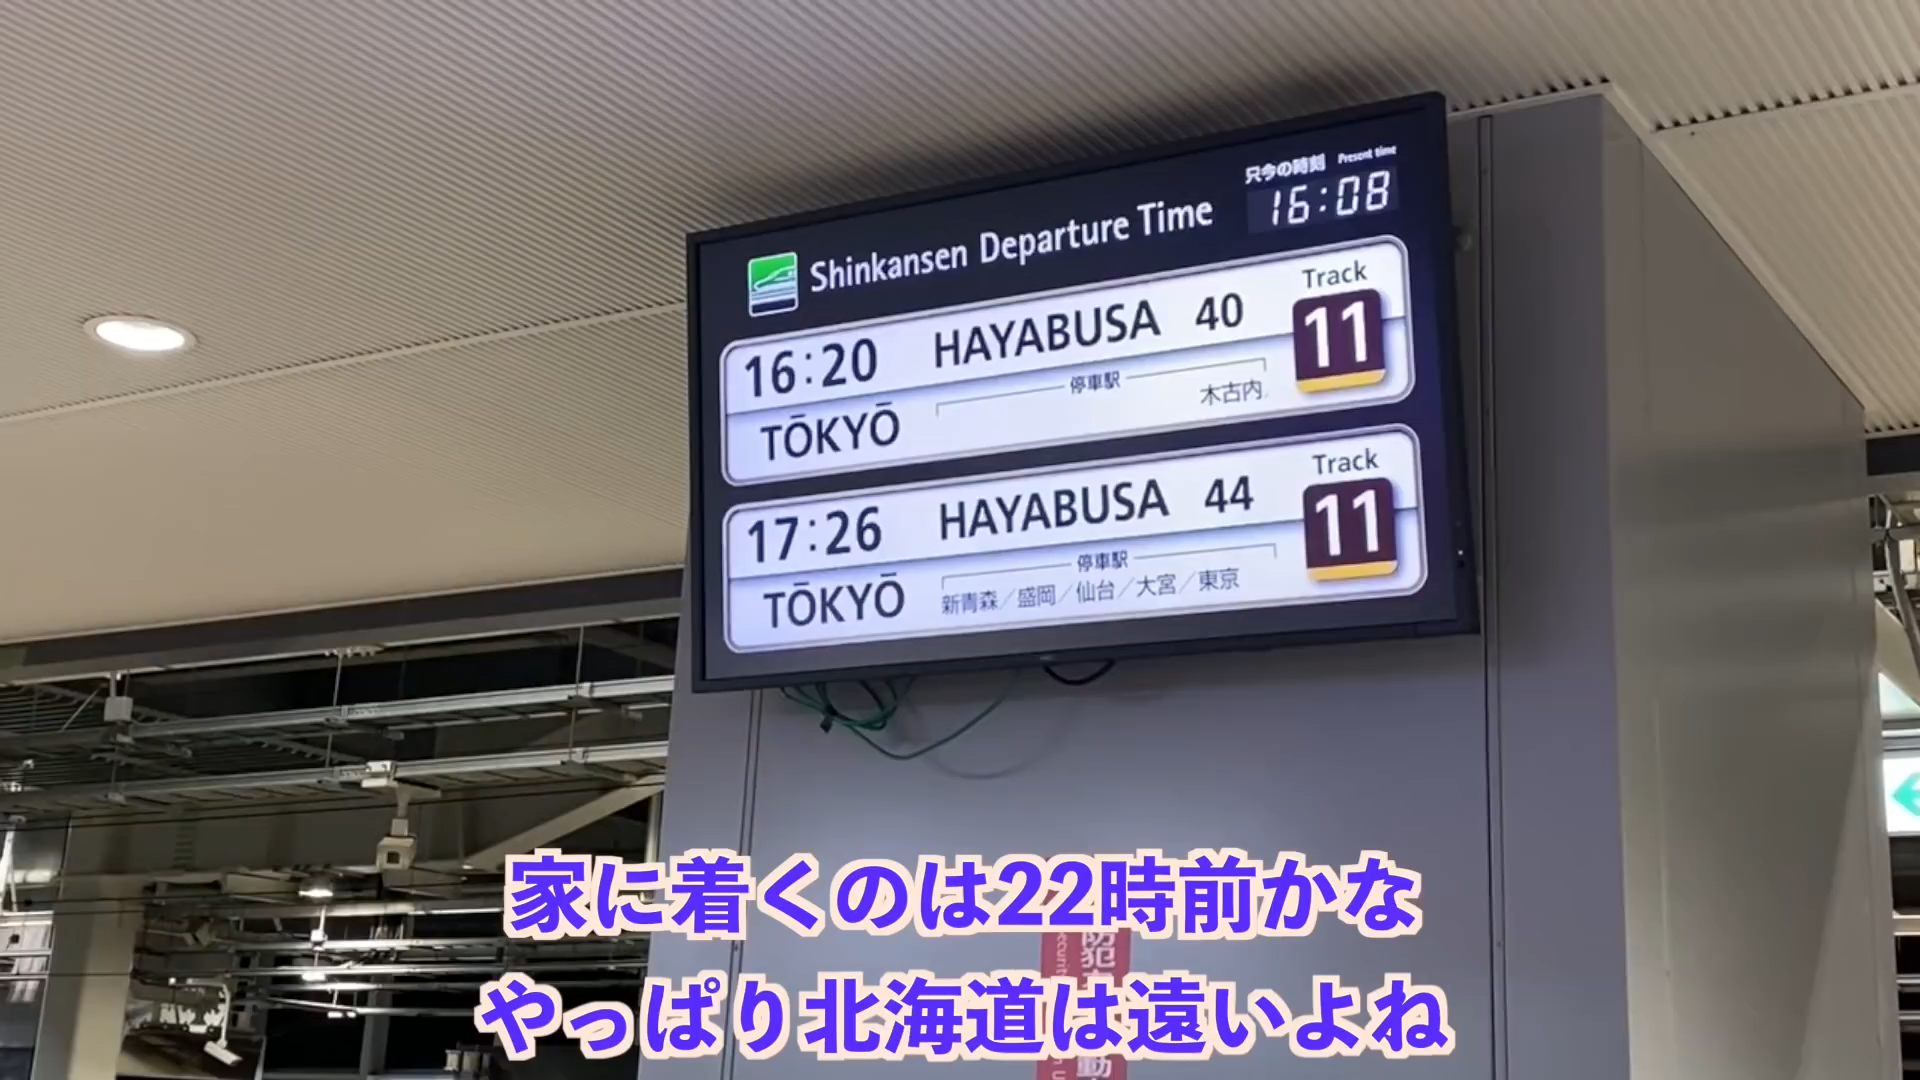 只今の時刻 Present time
Shinkansen Departure Time 16:08
Track
16:20 HAYABUSA 40 11
停車駅
TŌKYŌ 木古内
Track
17:26 HAYABUSA 44 11
停車駅
TŌKYŌ 新青森/盛岡/仙台/大宮/東京
家に着くのは22時前かな
やっぱり北海道は遠いよね